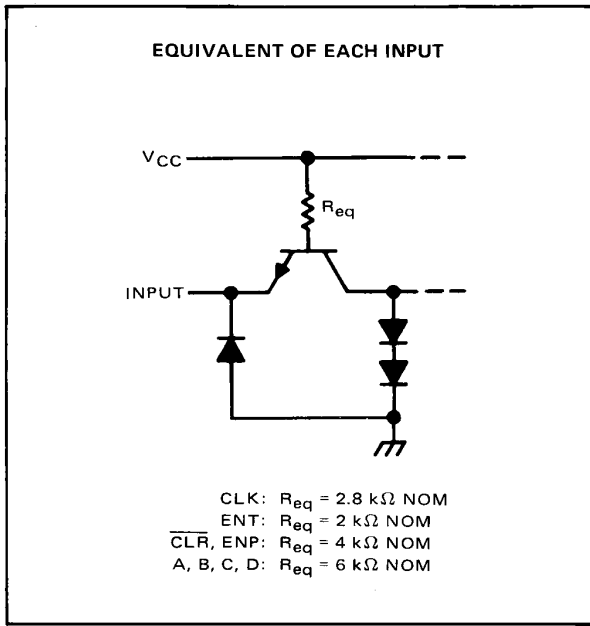 EQUIVALENT OF EACH INPUT
VCC
Req
INPUT
CLK: Req = 2.8 kΩ NOM
ENT: Req = 2 kΩ NOM
C̅L̅R̅, ENP: Req = 4 kΩ NOM
A, B, C, D: Req = 6 kΩ NOM